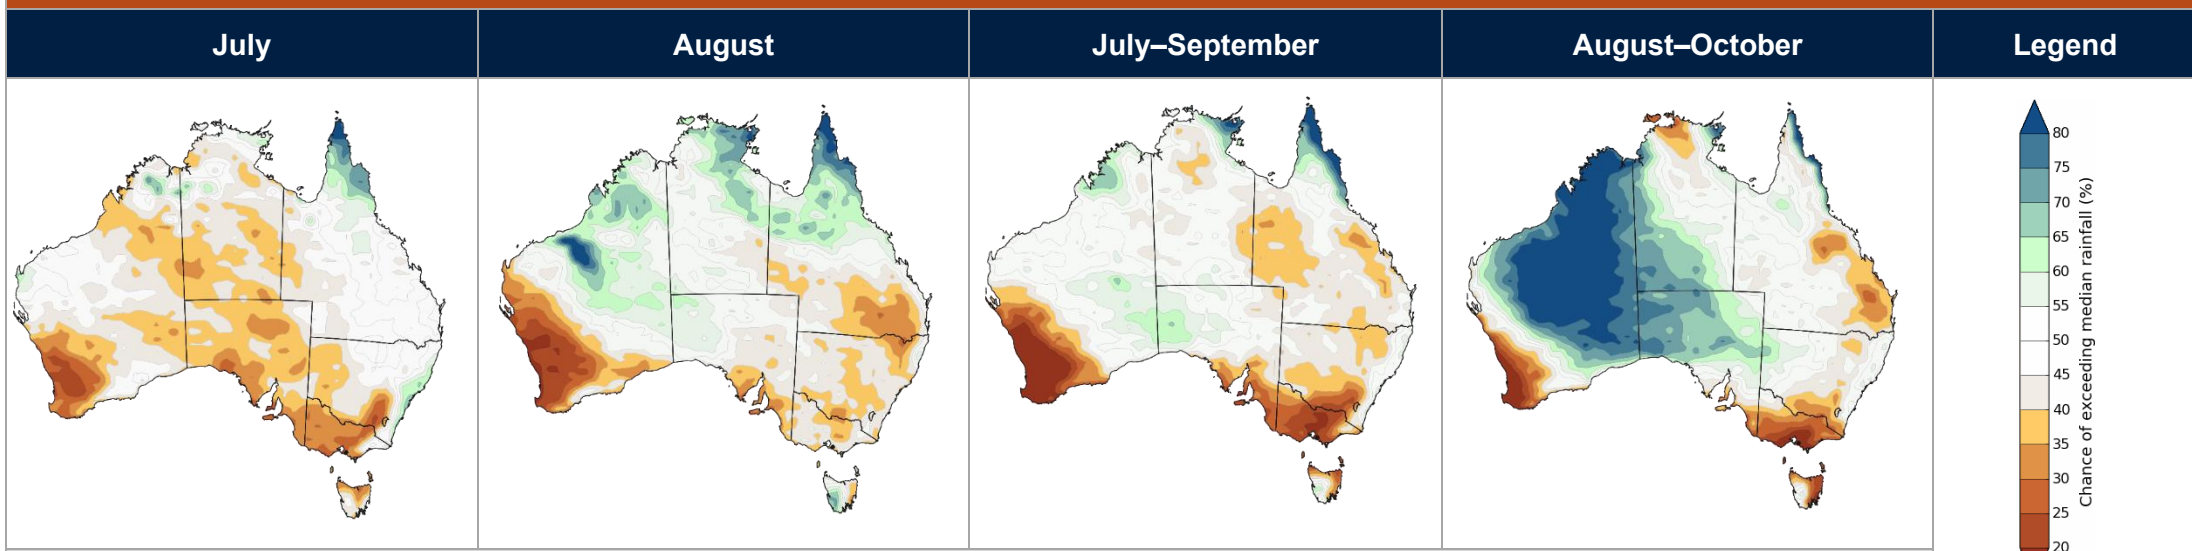 July
August
July–September
August–October
Legend
80
75
70
65
60
55
50
45
40
35
30
25
20
Chance of exceeding median rainfall (%)